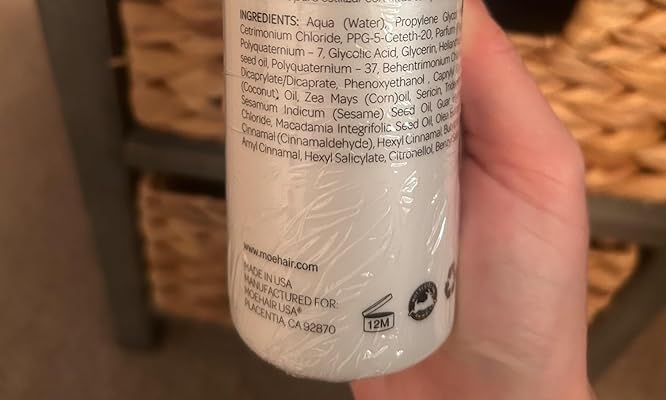 INGREDIENTS: Aqua (Water), Propylene
Cetrimonium Chloride, PPG-5-Ceteth-20, Parfum
Polyquaternium – 7, Glycolic Acid, Glycerin,
seed oil, Polyquaternium – 37, Behentrimonium
Dicaprylate/Dicaprate, Phenoxyethanol,
(Coconut) Oil, Zea Mays (Corn)oil, Sericin,
Sesamum Indicum (Sesame) Seed Oil, Guar
Chloride, Macadamia Integrifolic Seed Oil,
Cinnamal (Cinnamaldehyde), Hexyl Cinnamal,
Amyl Cinnamal, Hexyl Salicylate, Citronellol,
www.moehair.com
MADE IN USA
MANUFACTURED FOR:
MOEHAIR USA®
PLACENTIA, CA 92870
12M